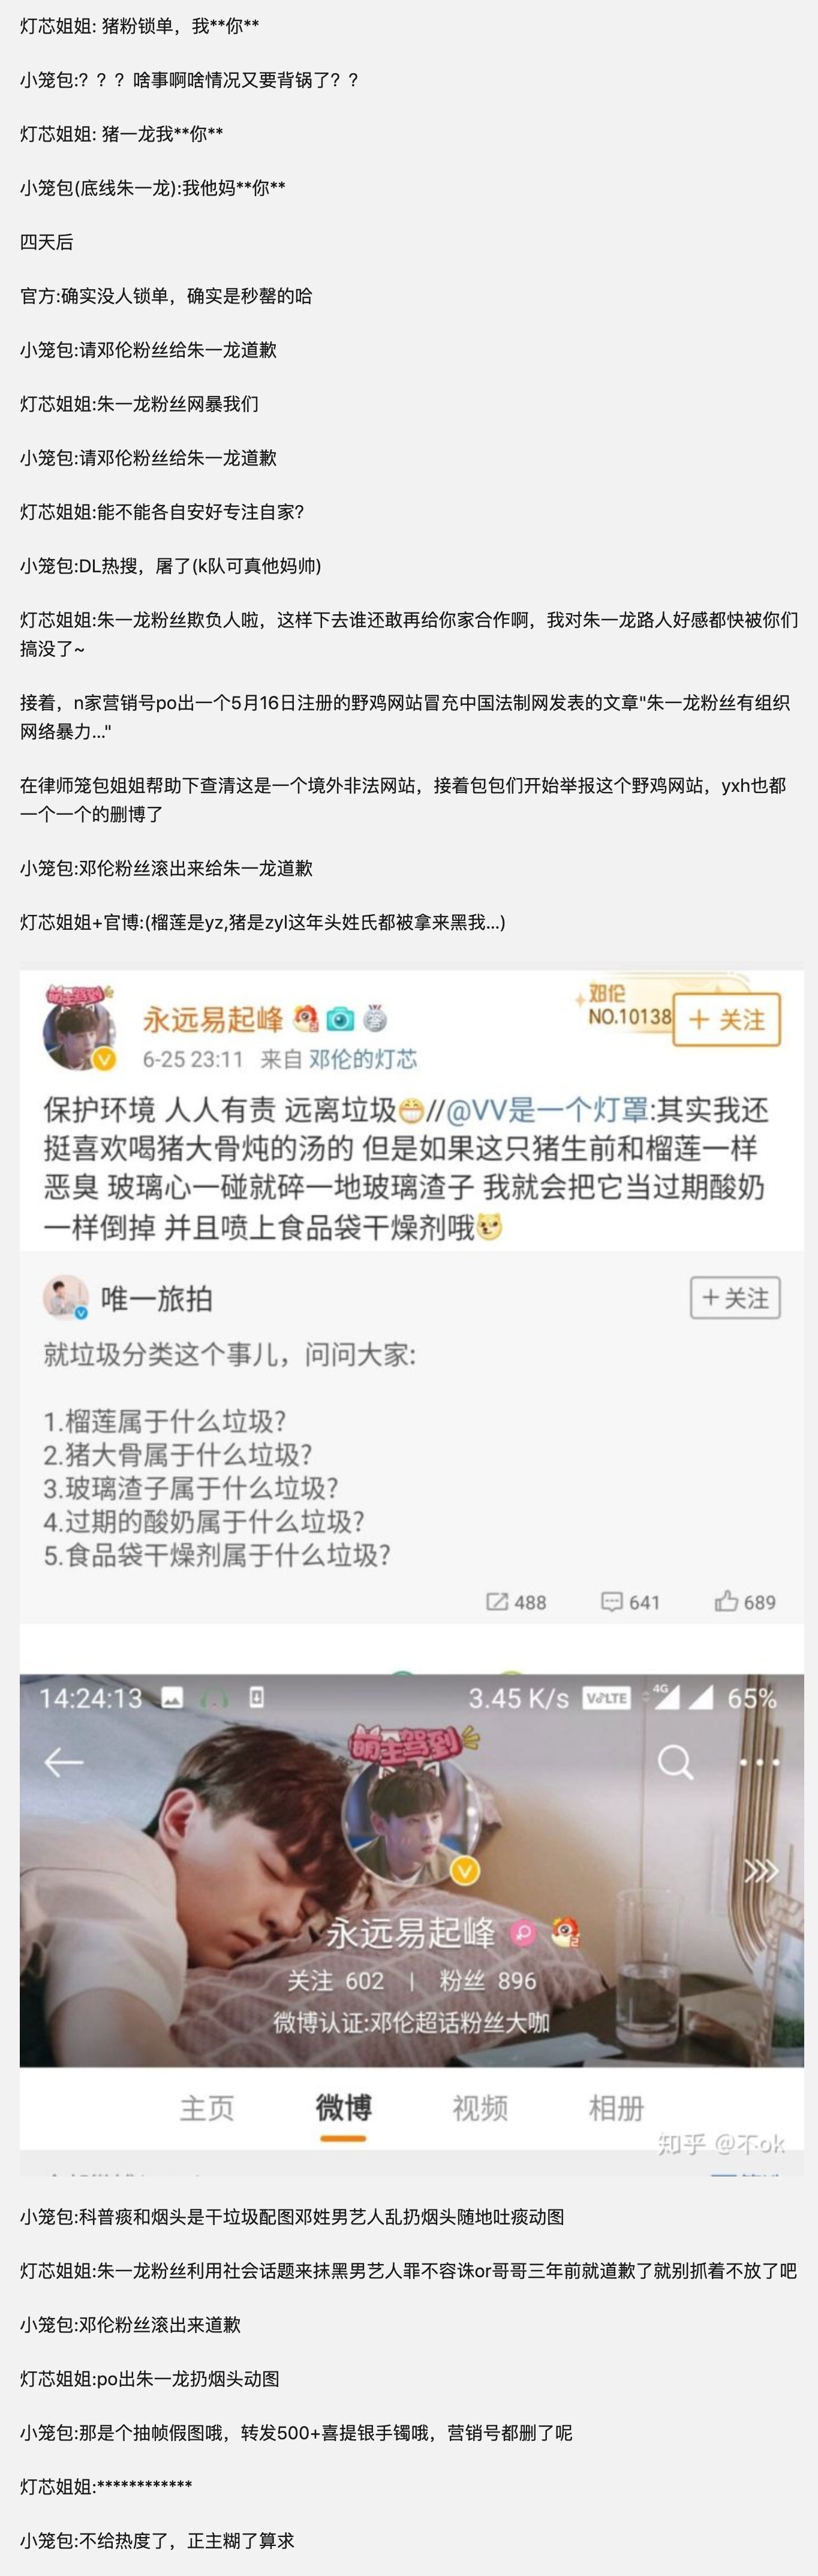 灯芯姐姐: 猪粉锁单，我**你**
小笼包:？？？啥事啊啥情况又要背锅了？？
灯芯姐姐: 猪一龙我**你**
小笼包(底线朱一龙):我他妈**你**
四天后
官方:确实没人锁单，确实是秒罄的哈
小笼包:请邓伦粉丝给朱一龙道歉
灯芯姐姐:朱一龙粉丝网暴我们
小笼包:请邓伦粉丝给朱一龙道歉
灯芯姐姐:能不能各自安好专注自家?
小笼包:DL热搜，屠了(k队可真他妈帅)
灯芯姐姐:朱一龙粉丝欺负人啦，这样下去谁还敢再给你家合作啊，我对朱一龙路人好感都快被你们
搞没了~
接着，n家营销号po出一个5月16日注册的野鸡网站冒充中国法制网发表的文章"朱一龙粉丝有组织
网络暴力..."
在律师笼包姐姐帮助下查清这是一个境外非法网站，接着包包们开始举报这个野鸡网站，yxh也都
一个一个的删博了
小笼包:邓伦粉丝滚出来给朱一龙道歉
灯芯姐姐+官博:(榴莲是yz,猪是zyl这年头姓氏都被拿来黑我...)
萌主驾到
永远易起峰
邓伦
NO.10138
+ 关注
6-25 23:11 来自 邓伦的灯芯
保护环境 人人有责 远离垃圾//@VV是一个灯罩:其实我还
挺喜欢喝猪大骨炖的汤的 但是如果这只猪生前和榴莲一样
恶臭 玻璃心一碰就碎一地玻璃渣子 我就会把它当过期酸奶
一样倒掉 并且喷上食品袋干燥剂哦
唯一旅拍
+关注
就垃圾分类这个事儿，问问大家:
1.榴莲属于什么垃圾?
2.猪大骨属于什么垃圾?
3.玻璃渣子属于什么垃圾?
4.过期的酸奶属于什么垃圾?
5.食品袋干燥剂属于什么垃圾?
488 641 689
14:24:13 3.45 K/s VoLTE 4G 65%
萌主驾到
永远易起峰
关注 602 | 粉丝 896
微博认证:邓伦超话粉丝大咖
主页 微博 视频 相册
知乎 @不ok
小笼包:科普痰和烟头是干垃圾配图邓姓男艺人乱扔烟头随地吐痰动图
灯芯姐姐:朱一龙粉丝利用社会话题来抹黑男艺人罪不容诛or哥哥三年前就道歉了就别抓着不放了吧
小笼包:邓伦粉丝滚出来道歉
灯芯姐姐:po出朱一龙扔烟头动图
小笼包:那是个抽帧假图哦，转发500+喜提银手镯哦，营销号都删了呢
灯芯姐姐:************
小笼包:不给热度了，正主糊了算求